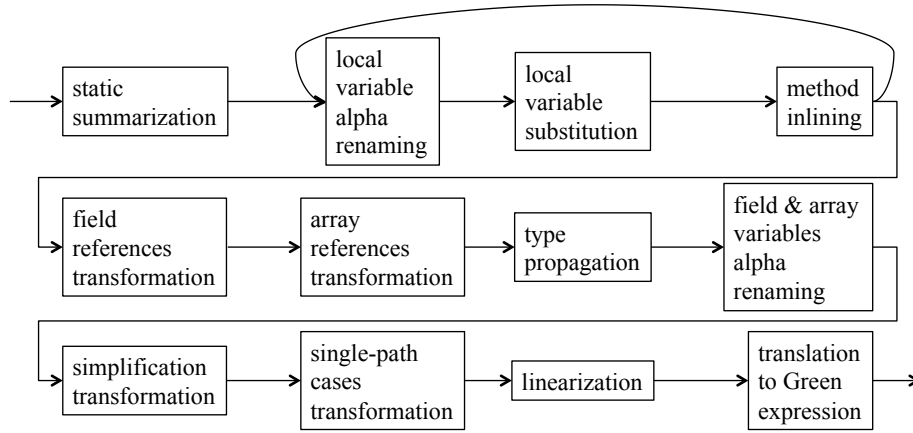 static
summarization
local
variable
alpha
renaming
local
variable
substitution
method
inlining
field
references
transformation
array
references
transformation
type
propagation
field & array
variables
alpha
renaming
simplification
transformation
single-path
cases
transformation
linearization
translation
to Green
expression